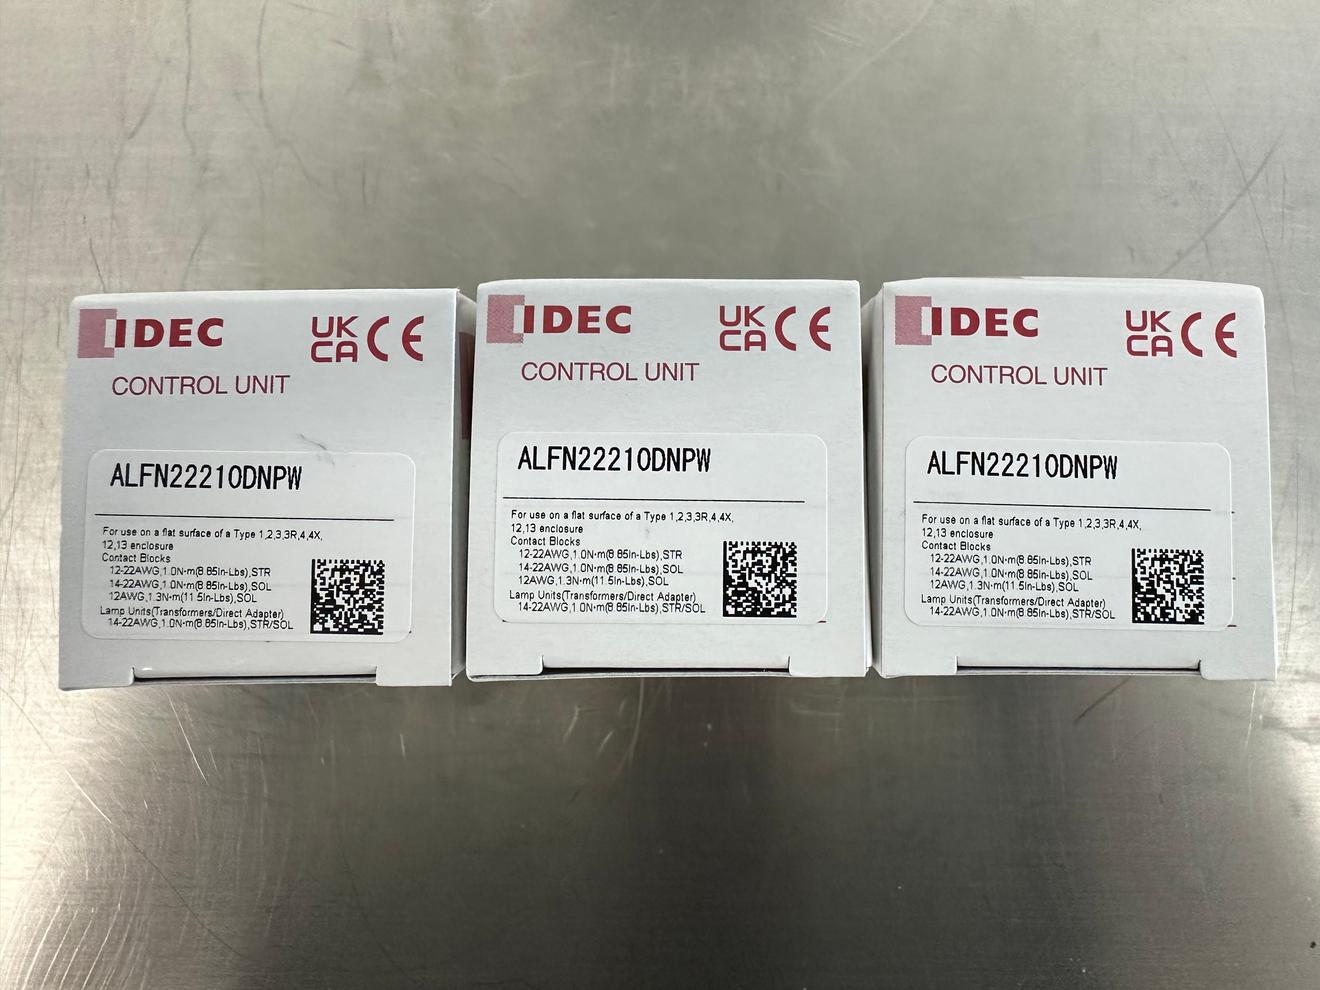 IDEC
UK
CA CE
CONTROL UNIT
ALFN22210DNPW
For use on a flat surface of a Type 1,2,3,3R,4,4X,
12,13 enclosure
Contact Blocks
12-22AWG,1.0N·m(8.85In-Lbs),STR
14-22AWG,1.0N·m(8.85In-Lbs),SOL
12AWG,1.3N·m(11.5In-Lbs),SOL
Lamp Units(Transformers/Direct Adapter)
14-22AWG,1.0N·m(8.85In-Lbs),STR/SOL
IDEC
UK
CA CE
CONTROL UNIT
ALFN22210DNPW
For use on a flat surface of a Type 1,2,3,3R,4,4X,
12,13 enclosure
Contact Blocks
12-22AWG,1.0N·m(8.85In-Lbs),STR
14-22AWG,1.0N·m(8.85In-Lbs),SOL
12AWG,1.3N·m(11.5In-Lbs),SOL
Lamp Units(Transformers/Direct Adapter)
14-22AWG,1.0N·m(8.85In-Lbs),STR/SOL
IDEC
UK
CA CE
CONTROL UNIT
ALFN22210DNPW
For use on a flat surface of a Type 1,2,3,3R,4,4X,
12,13 enclosure
Contact Blocks
12-22AWG,1.0N·m(8.85In-Lbs),STR
14-22AWG,1.0N·m(8.85In-Lbs),SOL
12AWG,1.3N·m(11.5In-Lbs),SOL
Lamp Units(Transformers/Direct Adapter)
14-22AWG,1.0N·m(8.85In-Lbs),STR/SOL